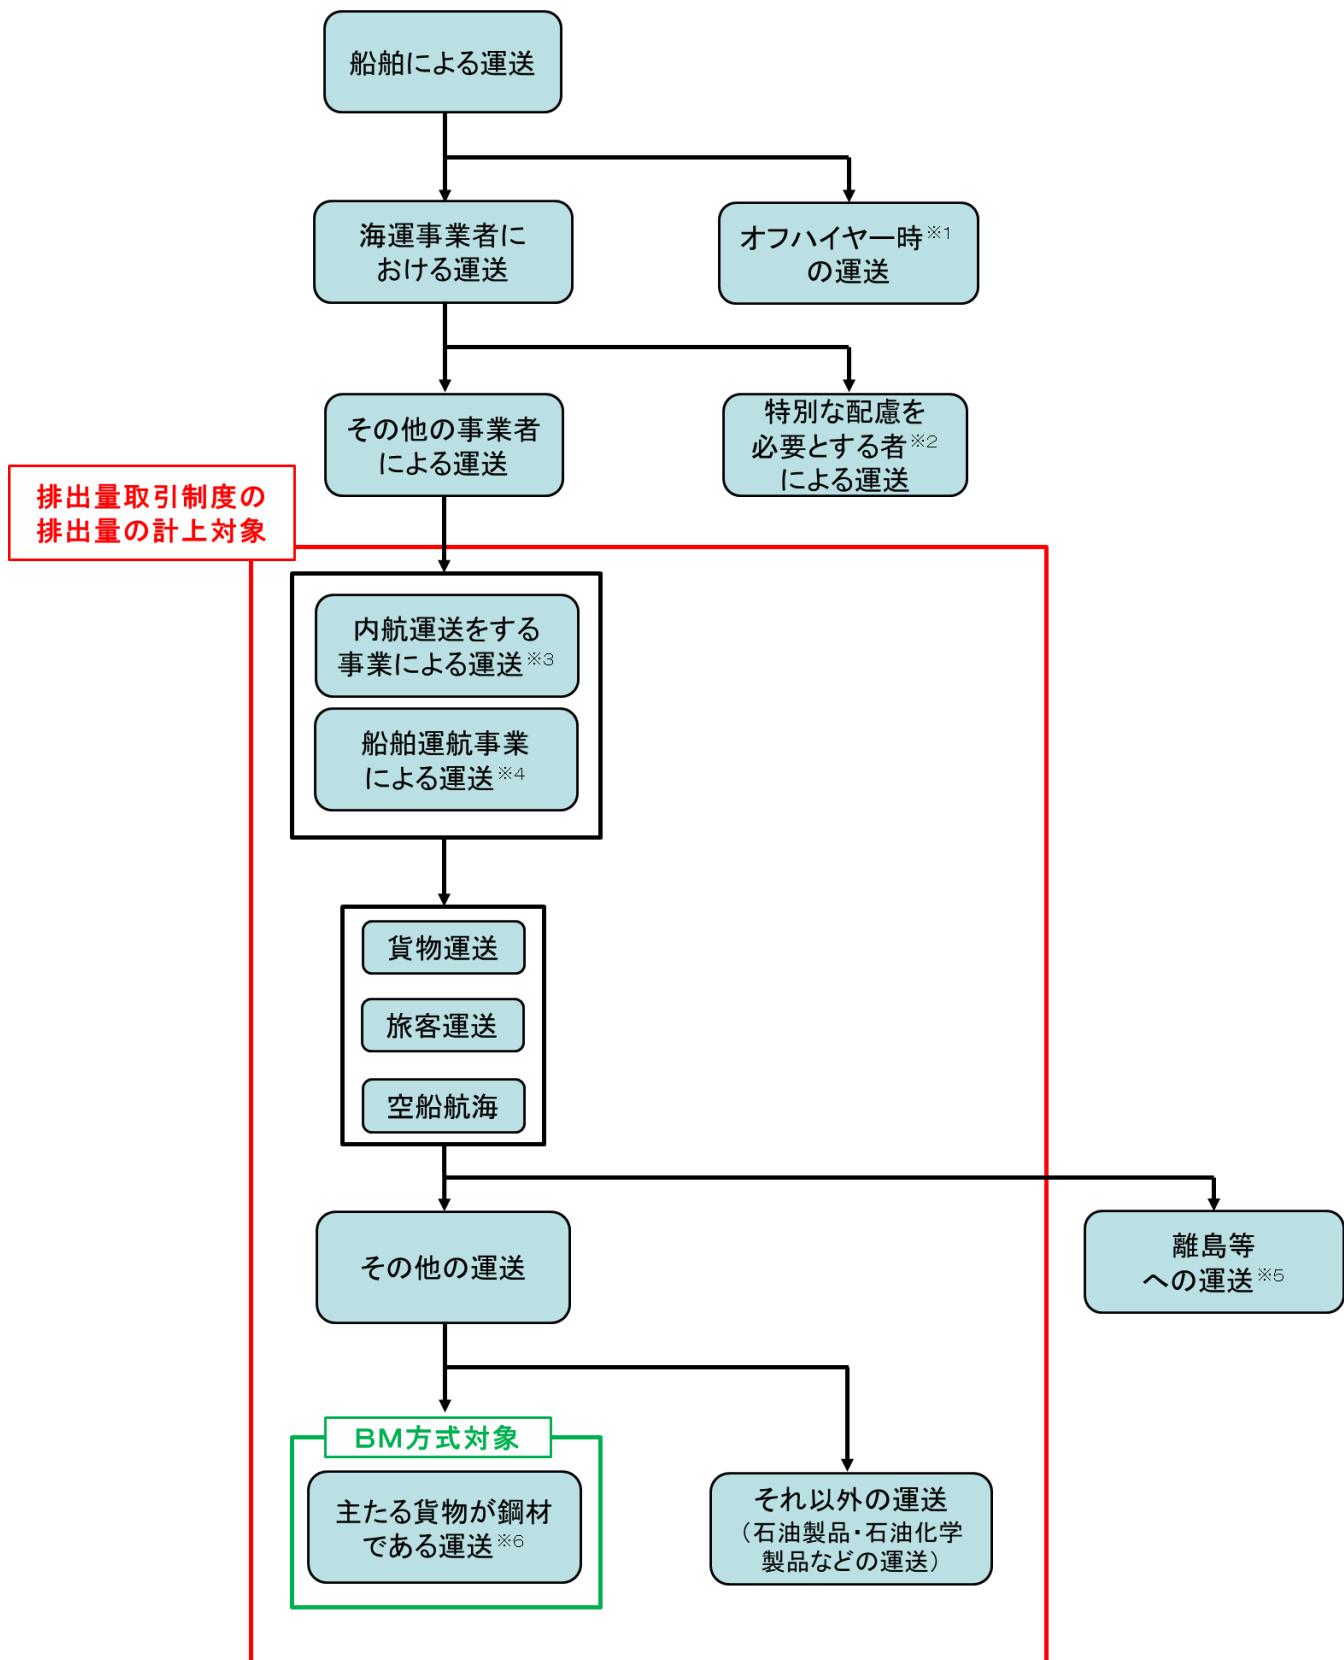 船舶による運送
海運事業者に
おける運送
オフハイヤー時※1
の運送
その他の事業者
による運送
特別な配慮を
必要とする者※2
による運送
排出量取引制度の
排出量の計上対象
内航運送をする
事業による運送※3
船舶運航事業
による運送※4
貨物運送
旅客運送
空船航海
その他の運送
離島等
への運送※5
BM方式対象
主たる貨物が鋼材
である運送※6
それ以外の運送
（石油製品・石油化学
製品などの運送）